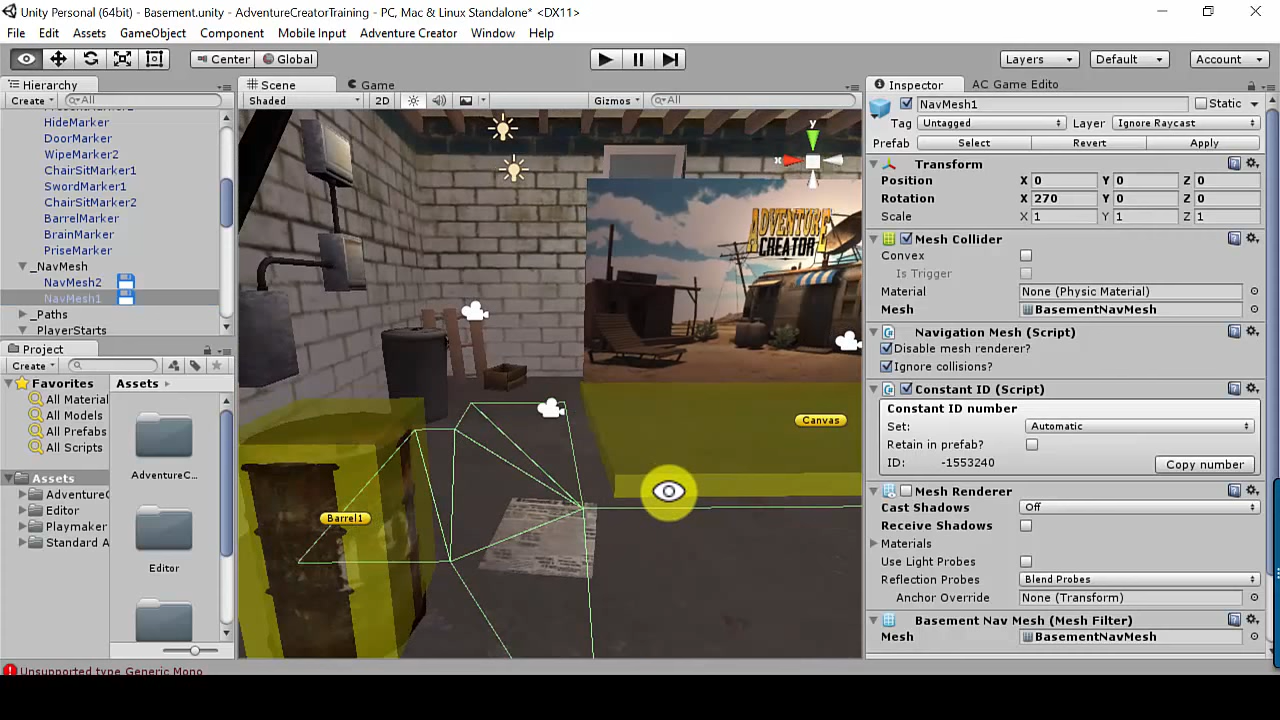 Unity Personal (64bit) - Basement.unity - AdventureCreatorTraining - PC, Mac & Linux Standalone* <DX11>
File Edit Assets GameObject Component Mobile Input Adventure Creator Window Help
Center Global Layers Default Account
Hierarchy
Create All
HideMarker
DoorMarker
WipeMarker2
ChairSitMarker1
SwordMarker1
ChairSitMarker2
BarrelMarker
BrainMarker
PriseMarker
_NavMesh
NavMesh2
NavMesh1
_Paths
PlayerStarts
Project
Create
Favorites
All Material
All Models
All Prefabs
All Scripts
Assets
AdventureC
Editor
Playmaker
Standard A
Assets
AdventureC...
Editor
Unsupported type Generic Mono
Scene Game
Shaded 2D Gizmos All
y
x
ADVENTURE
CREATOR
Canvas
Barrel1
Inspector AC Game Edito
NavMesh1 Static
Tag Untagged Layer Ignore Raycast
Prefab Select Revert Apply
Transform
Position X 0 Y 0 Z 0
Rotation X 270 Y 0 Z 0
Scale X 1 Y 1 Z 1
Mesh Collider
Convex
Is Trigger
Material None (Physic Material)
Mesh BasementNavMesh
Navigation Mesh (Script)
Disable mesh renderer?
Ignore collisions?
Constant ID (Script)
Constant ID number
Set: Automatic
Retain in prefab?
ID: -1553240 Copy number
Mesh Renderer
Cast Shadows Off
Receive Shadows
Materials
Use Light Probes
Reflection Probes Blend Probes
Anchor Override None (Transform)
Basement Nav Mesh (Mesh Filter)
Mesh BasementNavMesh